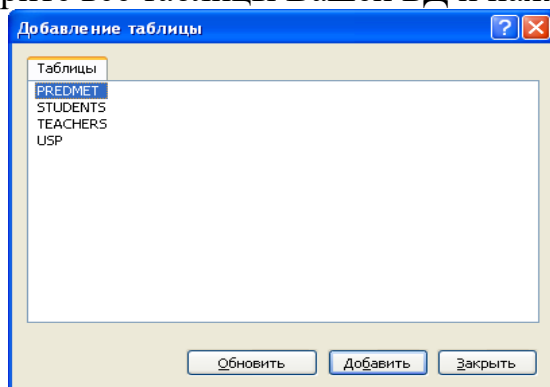 Добавление таблицы
Таблицы
PREDMET
STUDENTS
TEACHERS
USP
Обновить Добавить Закрыть